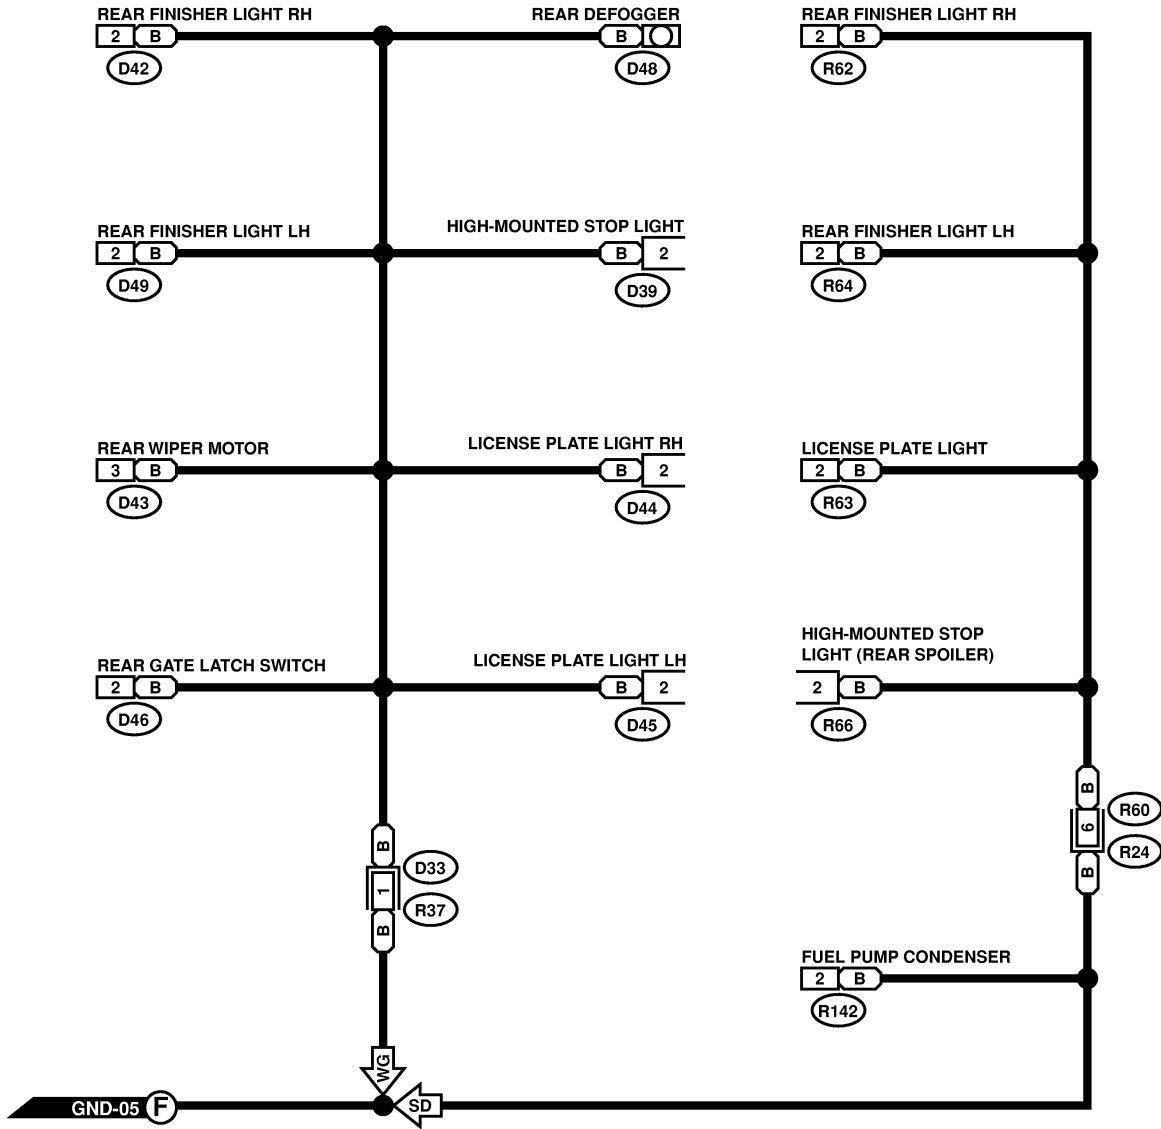 REAR FINISHER LIGHT RH
2 B
D42
REAR DEFOGGER
B
D48
REAR FINISHER LIGHT RH
2 B
R62
REAR FINISHER LIGHT LH
2 B
D49
HIGH-MOUNTED STOP LIGHT
B 2
D39
REAR FINISHER LIGHT LH
2 B
R64
REAR WIPER MOTOR
3 B
D43
LICENSE PLATE LIGHT RH
B 2
D44
LICENSE PLATE LIGHT
2 B
R63
REAR GATE LATCH SWITCH
2 B
D46
LICENSE PLATE LIGHT LH
B 2
D45
HIGH-MOUNTED STOP
LIGHT (REAR SPOILER)
2 B
R66
B
R60
6
R24
B
B
D33
1
R37
B
FUEL PUMP CONDENSER
2 B
R142
WG
GND-05 F
SD